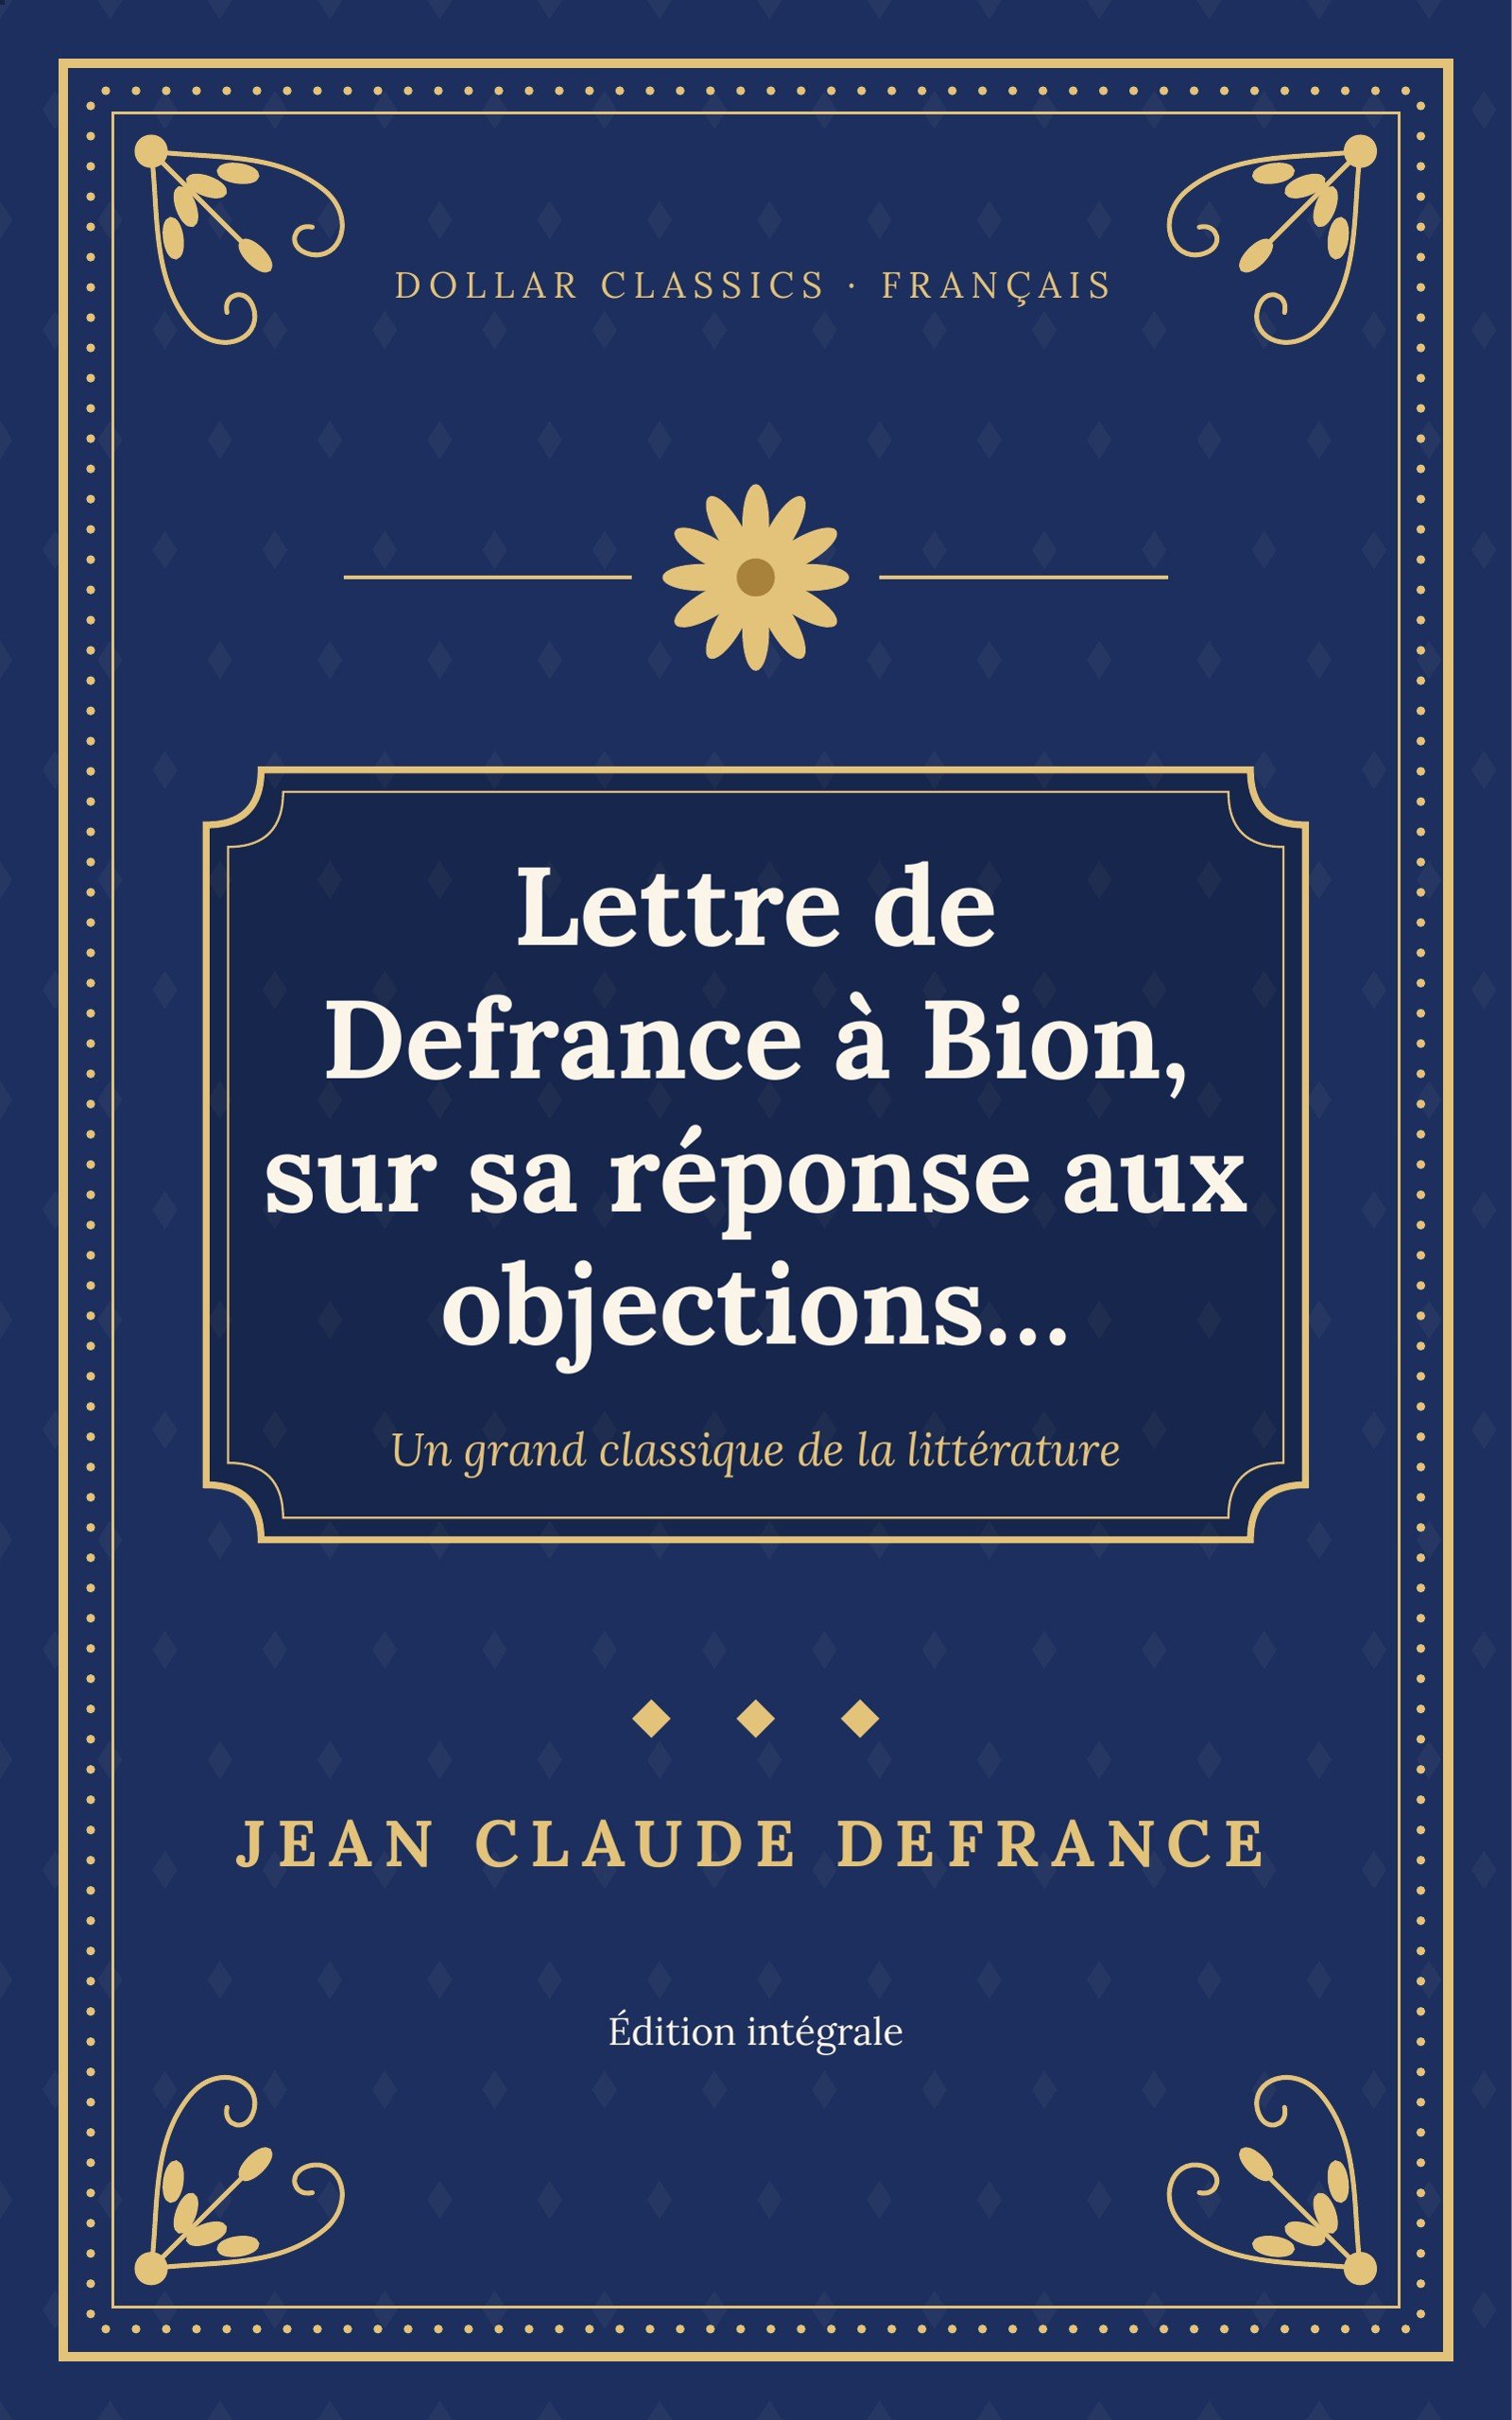 DOLLAR CLASSICS · FRANÇAIS
Lettre de
Defrance à Bion,
sur sa réponse aux
objections...
Un grand classique de la littérature
JEAN CLAUDE DEFRANCE
Édition intégrale